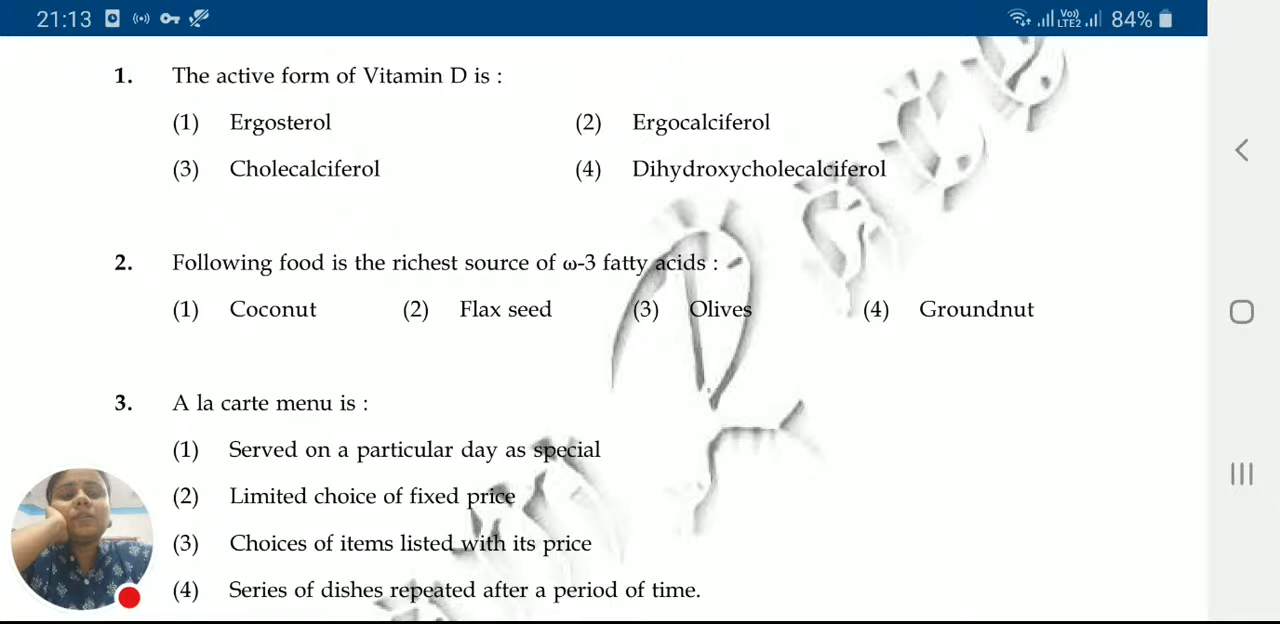 21:13 Vo) LTE2 84%
1. The active form of Vitamin D is :
(1) Ergosterol (2) Ergocalciferol
(3) Cholecalciferol (4) Dihydroxycholecalciferol
2. Following food is the richest source of ω-3 fatty acids :
(1) Coconut (2) Flax seed (3) Olives (4) Groundnut
3. A la carte menu is :
(1) Served on a particular day as special
(2) Limited choice of fixed price
(3) Choices of items listed with its price
(4) Series of dishes repeated after a period of time.